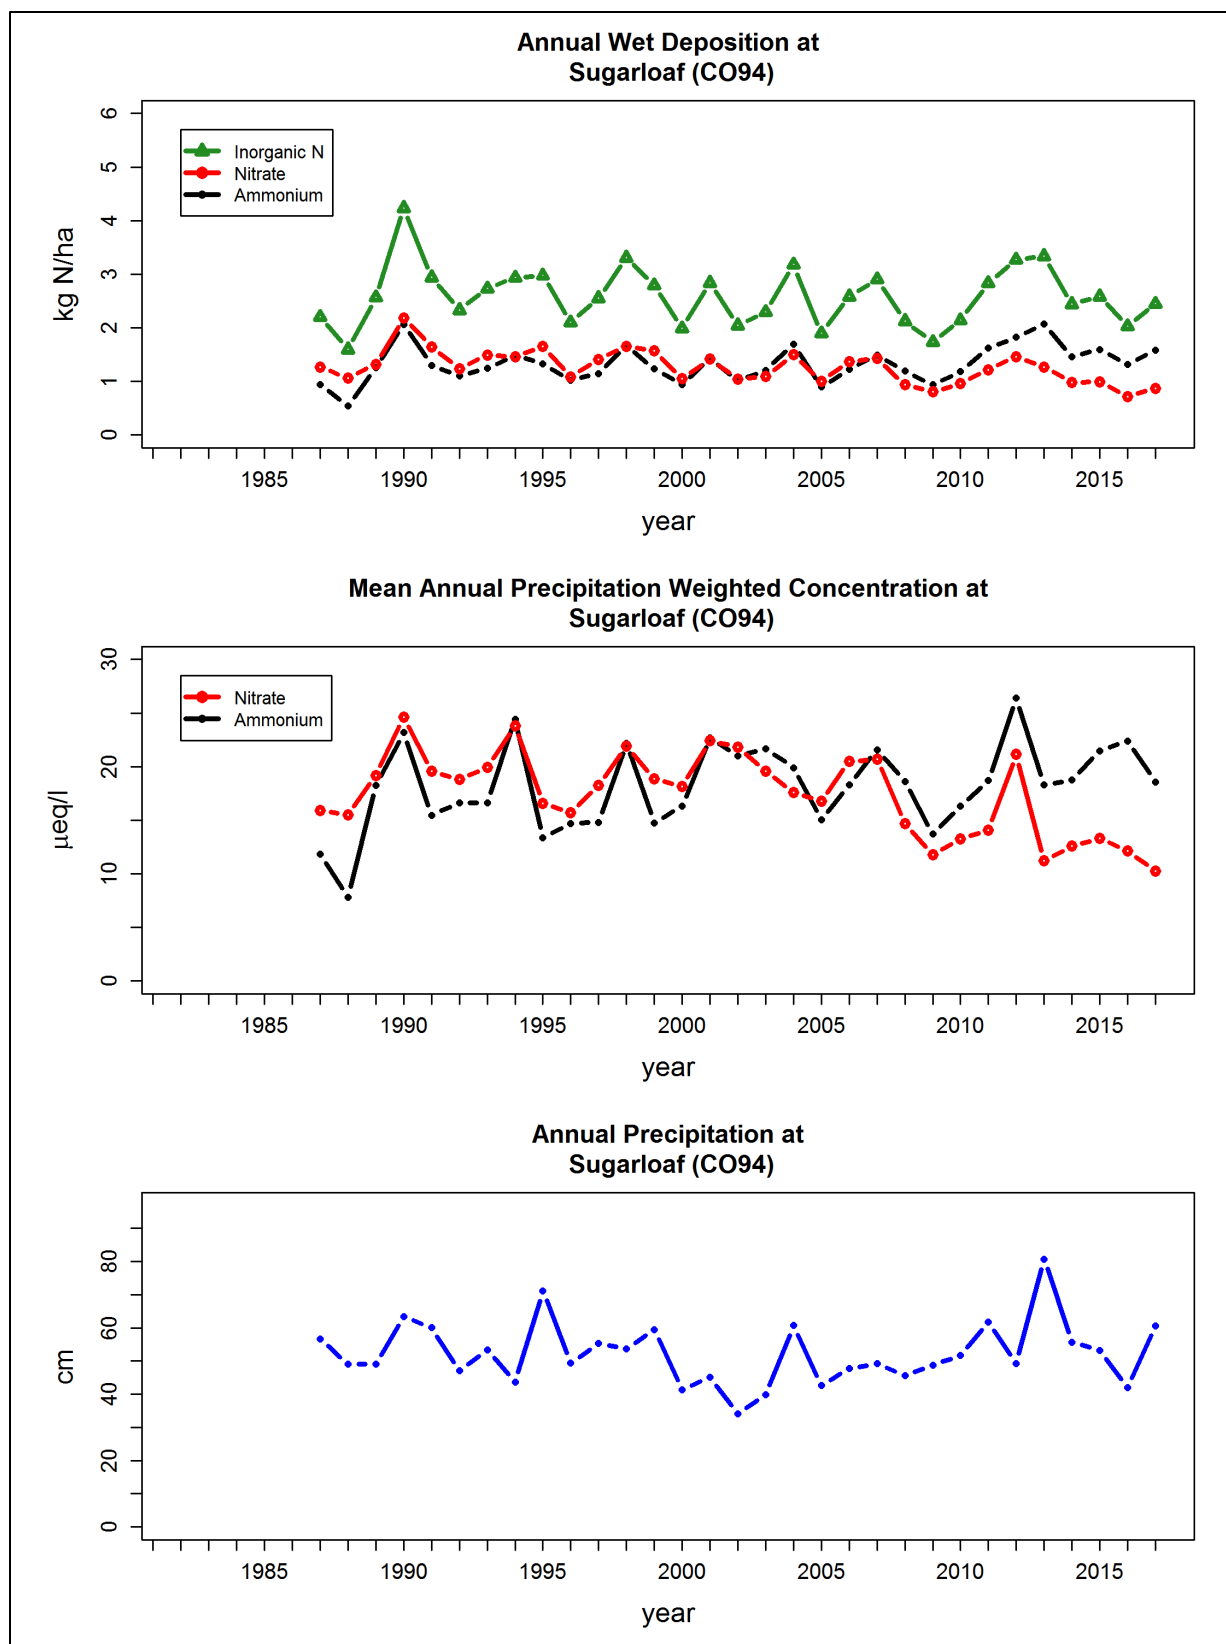 Annual Wet Deposition at
Sugarloaf (CO94)
6
5
4
3
2
1
0
kg N/ha
Inorganic N
Nitrate
Ammonium
1985 1990 1995 2000 2005 2010 2015
year
Mean Annual Precipitation Weighted Concentration at
Sugarloaf (CO94)
30
20
10
0
µeq/l
Nitrate
Ammonium
1985 1990 1995 2000 2005 2010 2015
year
Annual Precipitation at
Sugarloaf (CO94)
80
60
40
20
0
cm
1985 1990 1995 2000 2005 2010 2015
year